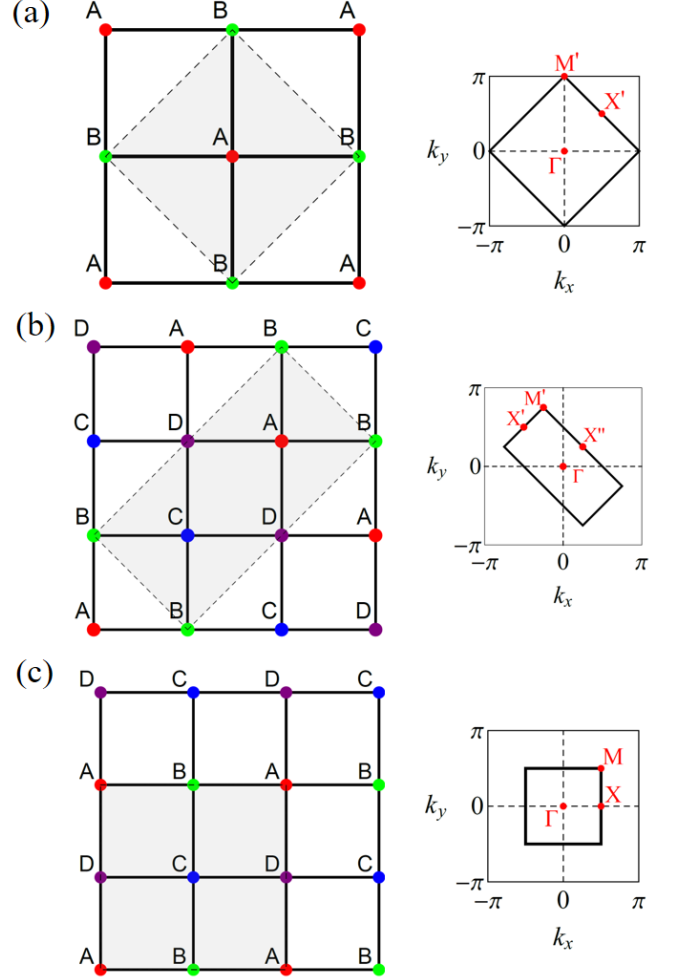 (a)
A B A
B A B
A B A
M'
X'
Γ
π
0
-π
k_y
-π 0 π
k_x
(b)
D A B C
C D A B
B C D A
A B C D
X' M' X''
Γ
π
0
-π
k_y
-π 0 π
k_x
(c)
D C D C
A B A B
D C D C
A B A B
M
X
Γ
π
0
-π
k_y
-π 0 π
k_x